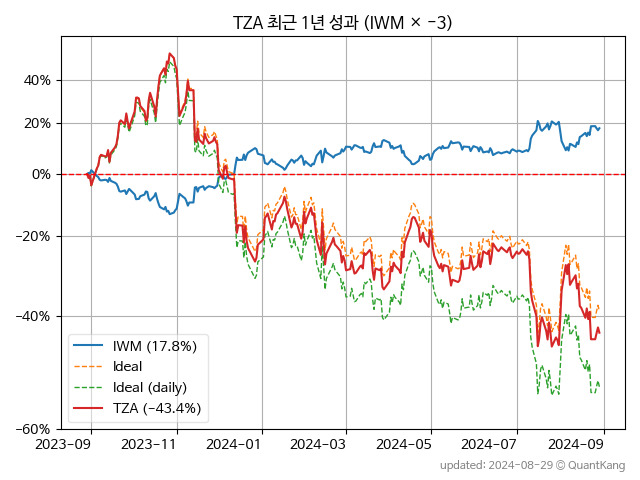 TZA 최근 1년 성과 (IWM × −3)
40%
20%
0%
−20%
−40%
−60%
IWM (17.8%)
Ideal
Ideal (daily)
TZA (−43.4%)
2023-09
2023-11
2024-01
2024-03
2024-05
2024-07
2024-09
updated: 2024-08-29 © QuantKang